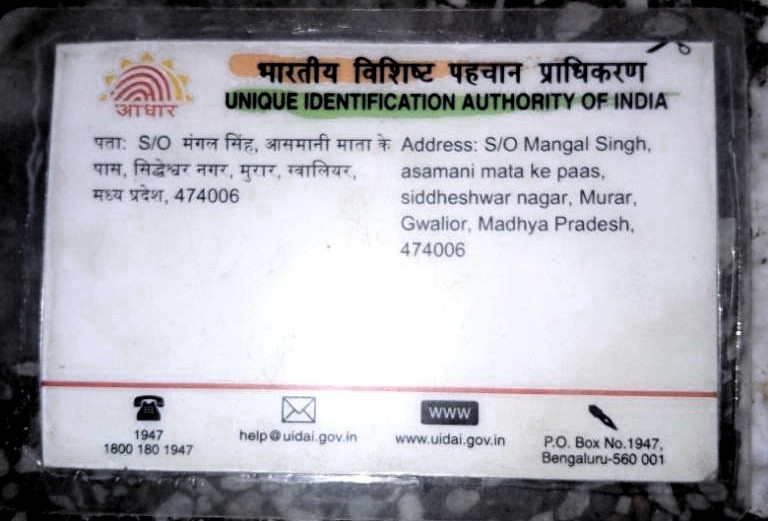 आधार
भारतीय विशिष्ट पहचान प्राधिकरण
UNIQUE IDENTIFICATION AUTHORITY OF INDIA
पता: S/O मंगल सिंह, आसमानी माता के
पास, सिद्धेश्वर नगर, मुरार, ग्वालियर,
मध्य प्रदेश, 474006
Address: S/O Mangal Singh,
asamani mata ke paas,
siddheshwar nagar, Murar,
Gwalior, Madhya Pradesh,
474006
1947
1800 180 1947
help@uidai.gov.in
WWW
www.uidai.gov.in
P.O. Box No.1947,
Bengaluru-560 001